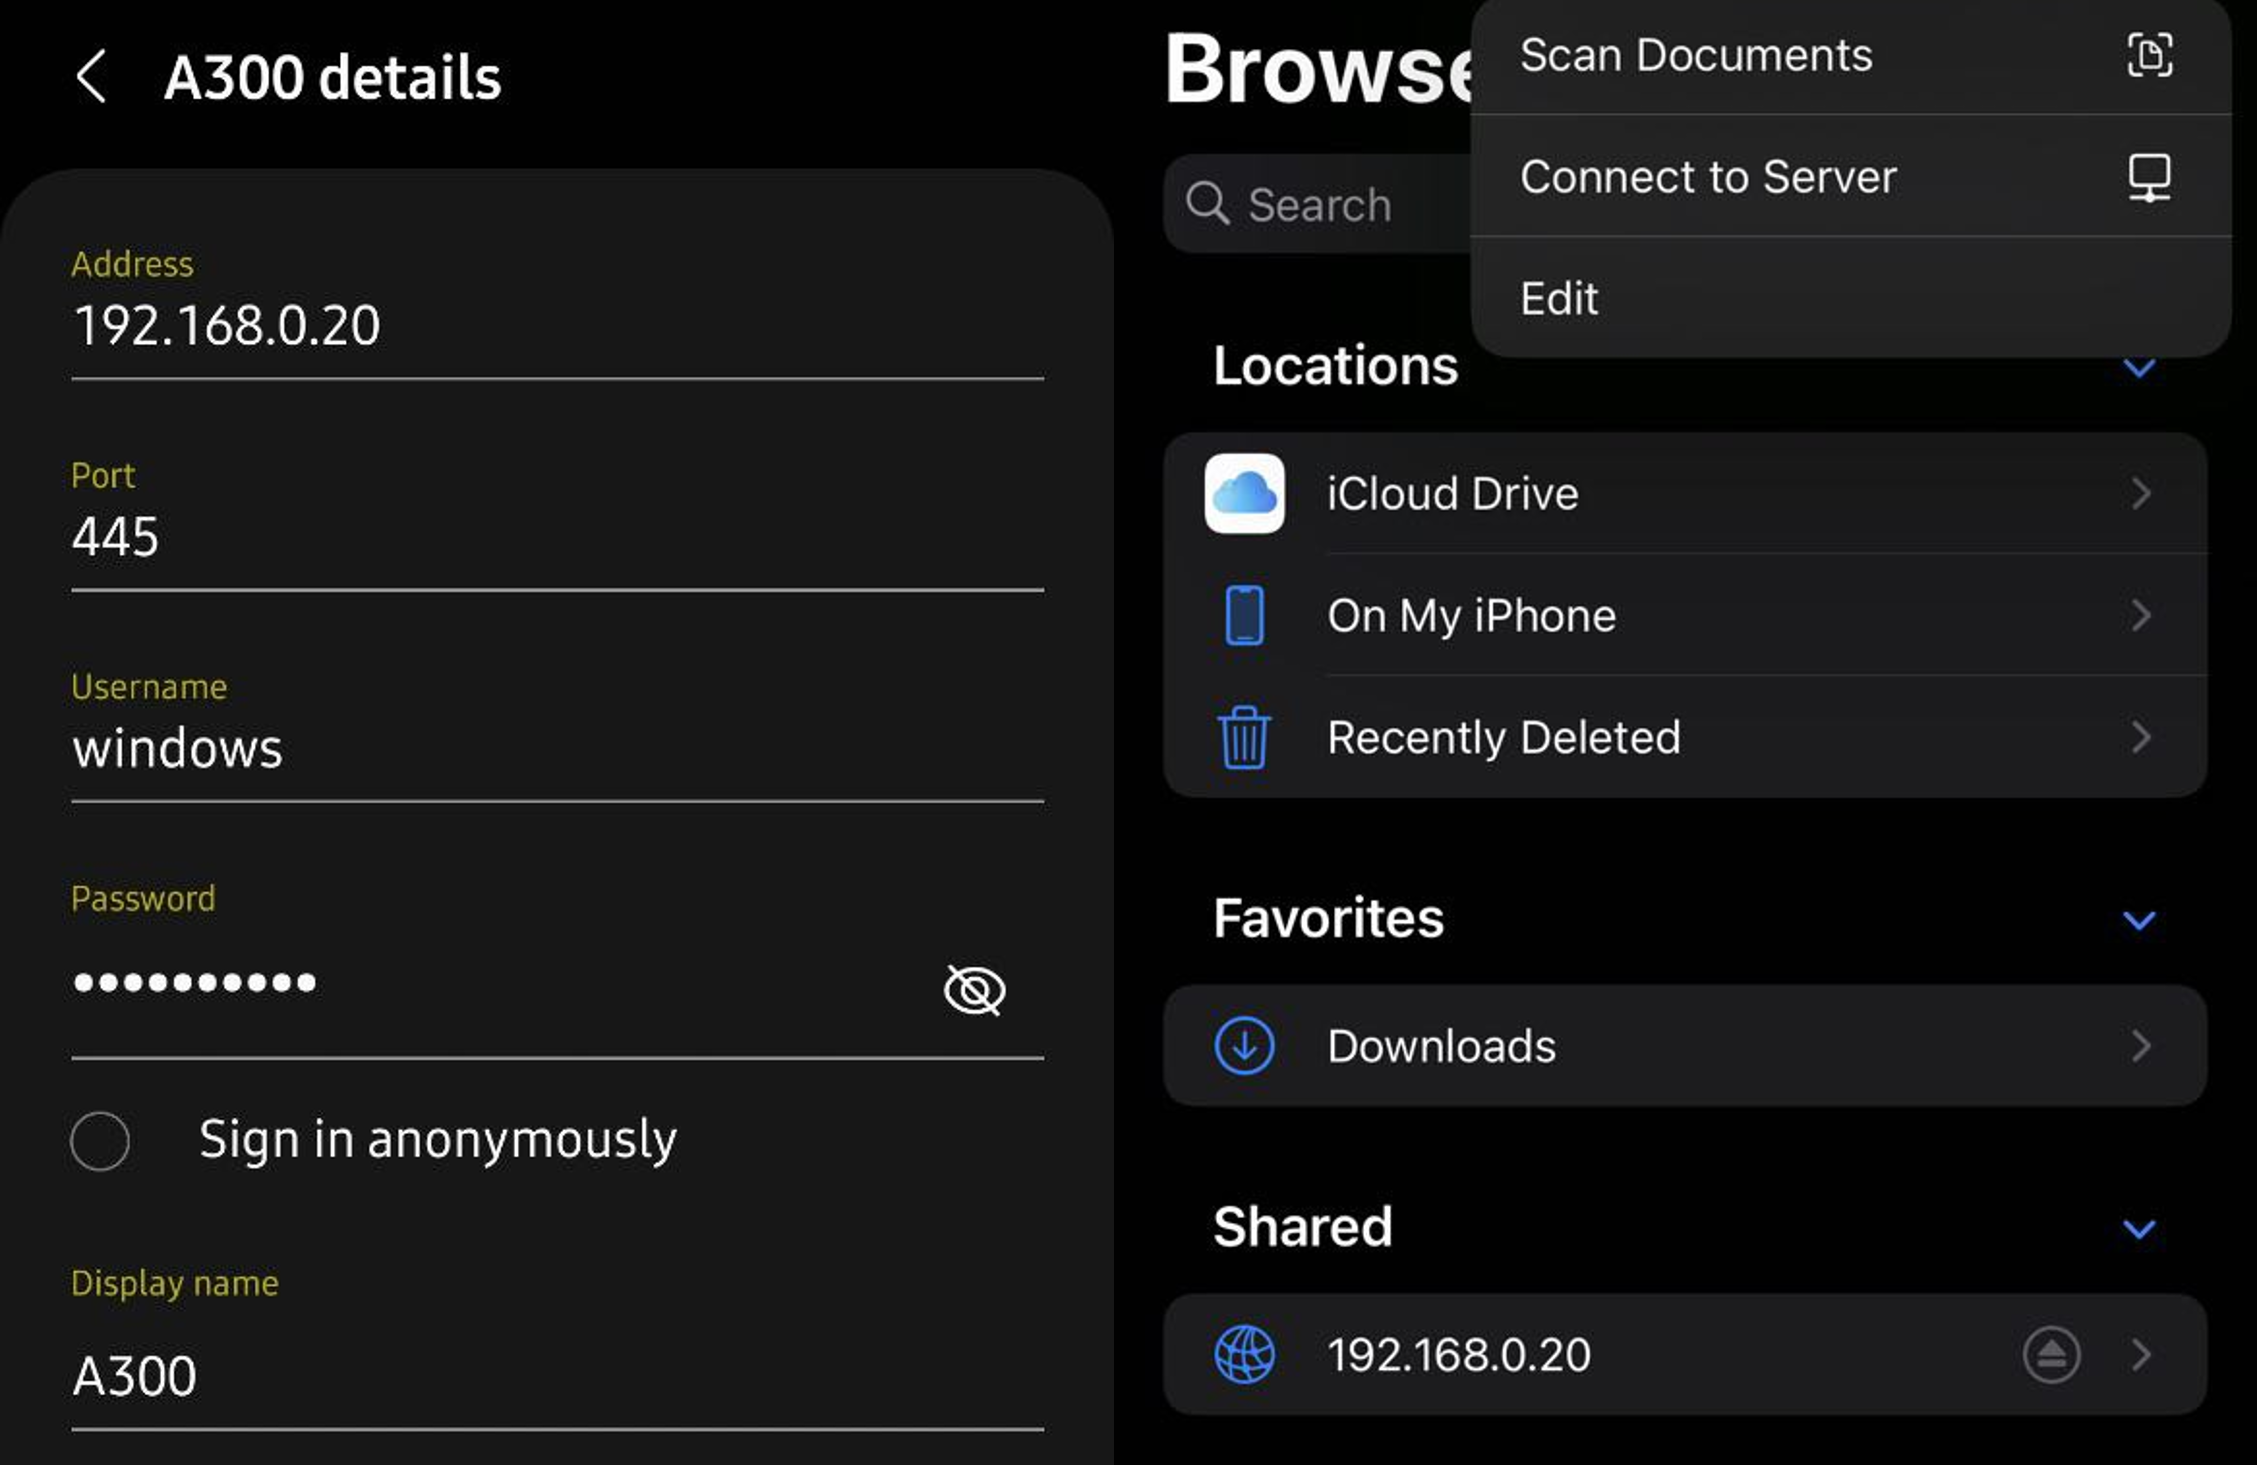 A300 details
Address
192.168.0.20
Port
445
Username
windows
Password
••••••••••
Sign in anonymously
Display name
A300
Browse
Search
Scan Documents
Connect to Server
Edit
Locations
iCloud Drive
On My iPhone
Recently Deleted
Favorites
Downloads
Shared
192.168.0.20